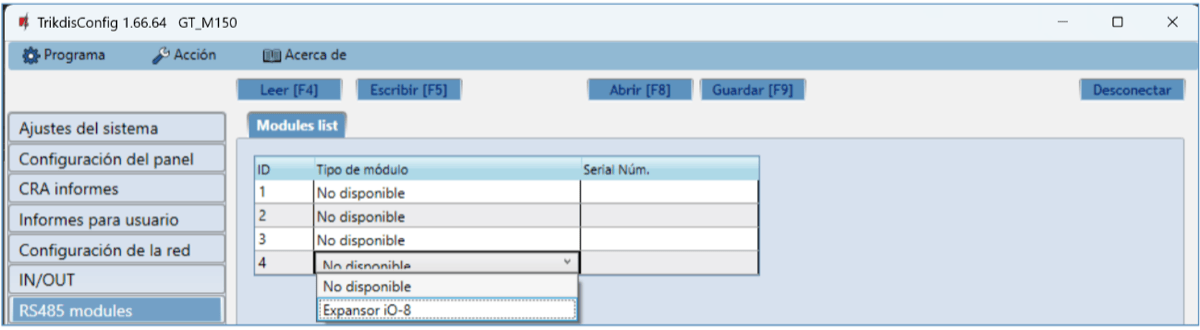 TrikdisConfig 1.66.64 GT_M150
Programa Acción Acerca de
Leer [F4] Escribir [F5] Abrir [F8] Guardar [F9] Desconectar
Ajustes del sistema
Configuración del panel
CRA informes
Informes para usuario
Configuración de la red
IN/OUT
RS485 modules
Modules list
ID Tipo de módulo Serial Núm.
1 No disponible
2 No disponible
3 No disponible
4 No disponible
No disponible
Expansor iO-8